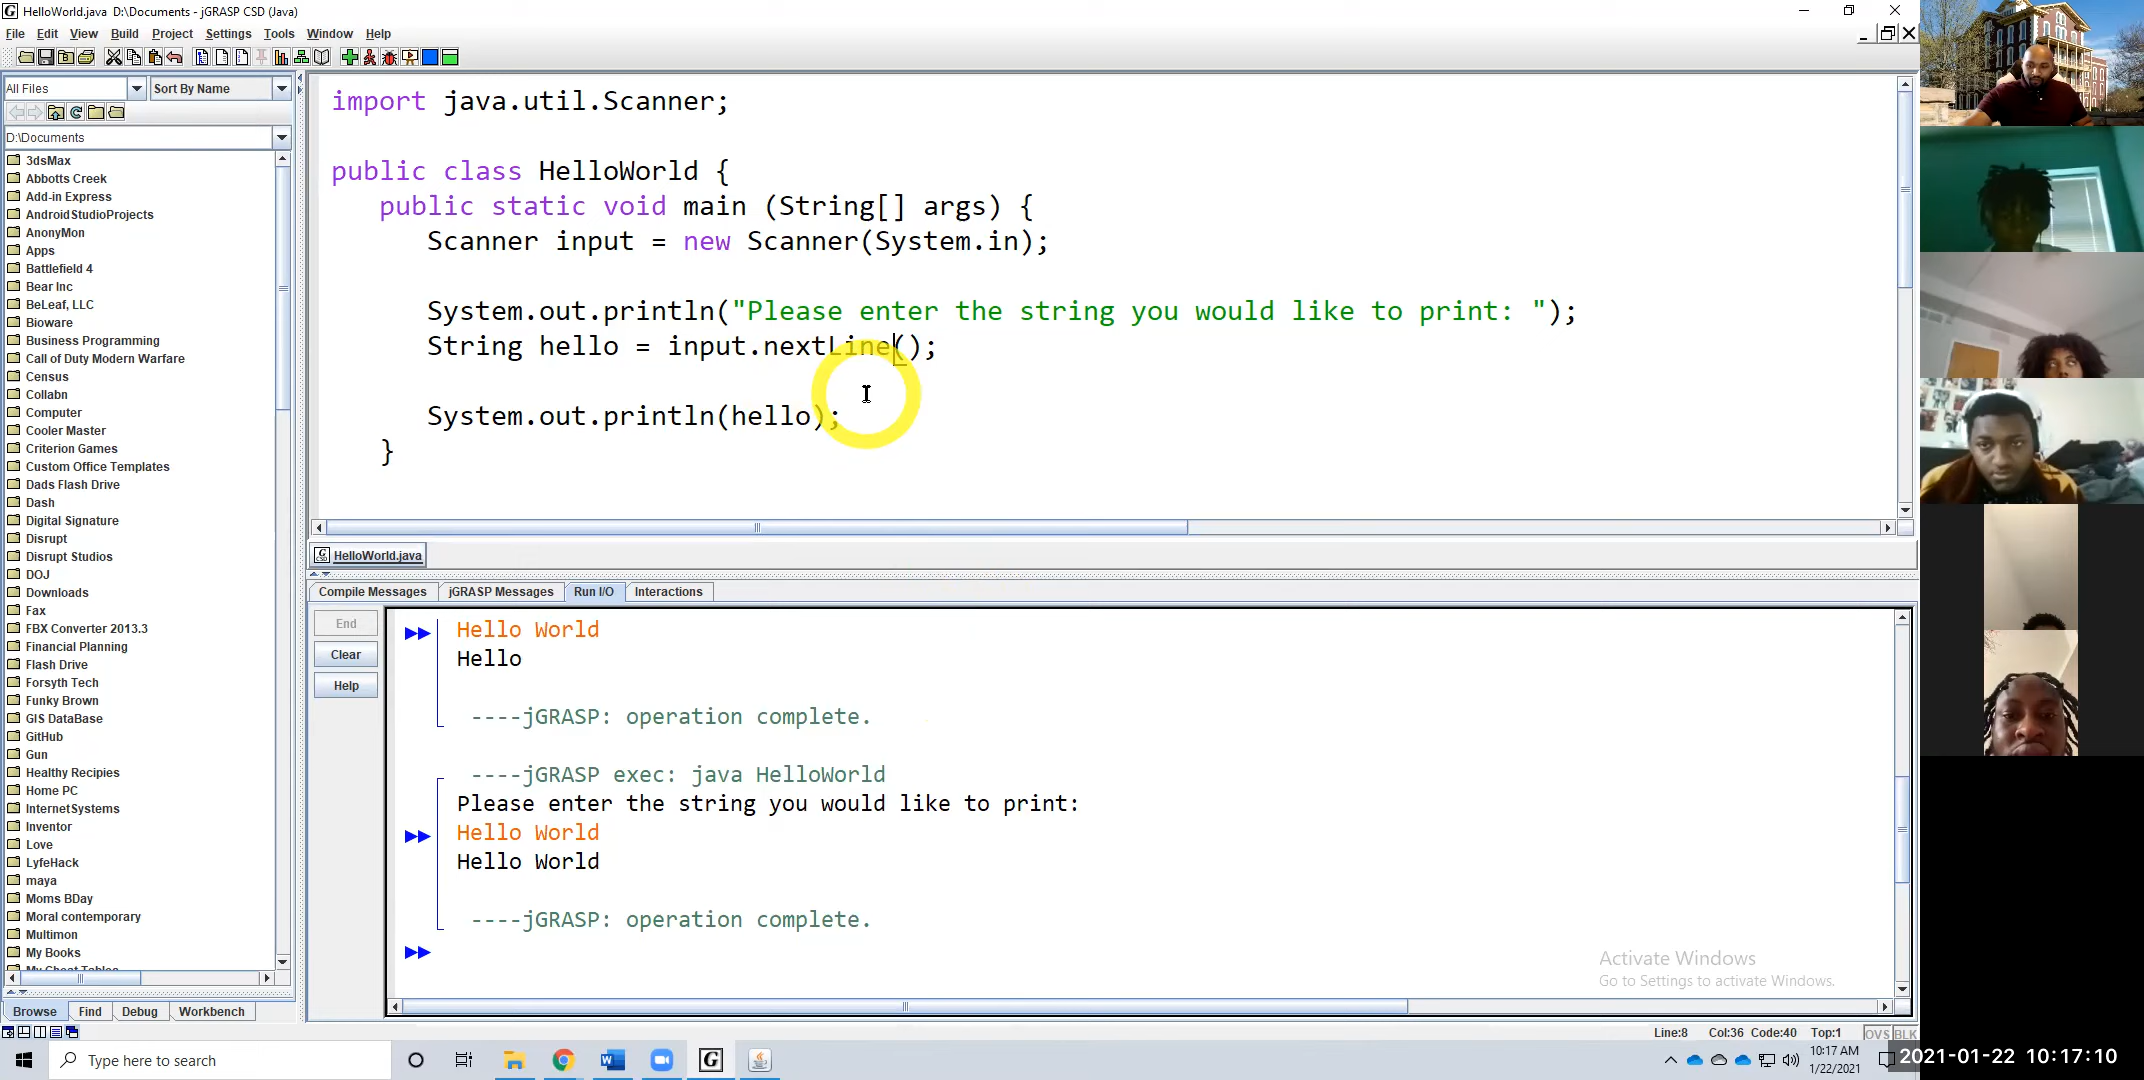 HelloWorld.java D:\Documents - jGRASP CSD (Java)
File Edit View Build Project Settings Tools Window Help
All Files Sort By Name
D:\Documents
3dsMax
Abbotts Creek
Add-in Express
AndroidStudioProjects
AnonyMon
Apps
Battlefield 4
Bear Inc
BeLeaf, LLC
Bioware
Business Programming
Call of Duty Modern Warfare
Census
Collabn
Computer
Cooler Master
Criterion Games
Custom Office Templates
Dads Flash Drive
Dash
Digital Signature
Disrupt
Disrupt Studios
DOJ
Downloads
Fax
FBX Converter 2013.3
Financial Planning
Flash Drive
Forsyth Tech
Funky Brown
GIS DataBase
GitHub
Gun
Healthy Recipies
Home PC
InternetSystems
Inventor
Love
LyfeHack
maya
Moms BDay
Moral contemporary
Multimon
My Books
My Cheat Tables
Browse Find Debug Workbench
import java.util.Scanner;
public class HelloWorld {
public static void main (String[] args) {
Scanner input = new Scanner(System.in);
System.out.println("Please enter the string you would like to print: ");
String hello = input.nextLine();
System.out.println(hello);
}
HelloWorld.java
Compile Messages jGRASP Messages Run I/O Interactions
End
Clear
Help
Hello World
Hello
----jGRASP: operation complete.
----jGRASP exec: java HelloWorld
Please enter the string you would like to print:
Hello World
Hello World
----jGRASP: operation complete.
Activate Windows
Go to Settings to activate Windows.
Line:8 Col:36 Code:40 Top:1 OVS BLK
Type here to search
10:17 AM
1/22/2021
2021-01-22 10:17:10